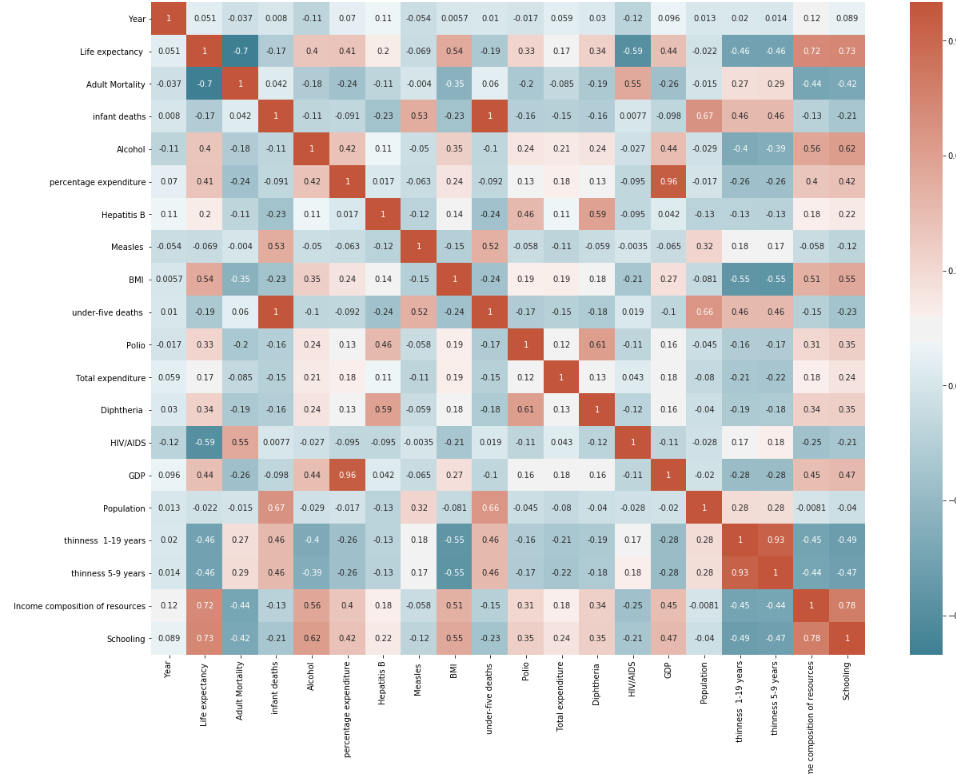 Year 1 0.051 -0.037 0.008 -0.11 0.07 0.11 -0.054 0.0057 0.01 -0.017 0.059 0.03 -0.12 0.096 0.013 0.02 0.014 0.12 0.089
Life expectancy 0.051 1 -0.7 -0.17 0.4 0.41 0.2 -0.069 0.54 -0.19 0.33 0.17 0.34 -0.59 0.44 -0.022 -0.46 -0.46 0.72 0.73
Adult Mortality -0.037 -0.7 1 0.042 -0.18 -0.24 -0.11 -0.004 -0.35 0.06 -0.2 -0.085 -0.19 0.55 -0.26 -0.015 0.27 0.29 -0.44 -0.42
infant deaths 0.008 -0.17 0.042 1 -0.11 -0.091 -0.23 0.53 -0.23 1 -0.16 -0.15 -0.16 0.0077 -0.098 0.67 0.46 0.46 -0.13 -0.21
Alcohol -0.11 0.4 -0.18 -0.11 1 0.42 0.11 -0.05 0.35 -0.1 0.24 0.21 0.24 -0.027 0.44 -0.029 -0.4 -0.39 0.56 0.62
percentage expenditure 0.07 0.41 -0.24 -0.091 0.42 1 0.017 -0.063 0.24 -0.092 0.13 0.18 0.13 -0.095 0.96 -0.017 -0.26 -0.26 0.4 0.42
Hepatitis B 0.11 0.2 -0.11 -0.23 0.11 0.017 1 -0.12 0.14 -0.24 0.46 0.11 0.59 -0.095 0.042 -0.13 -0.13 -0.13 0.18 0.22
Measles -0.054 -0.069 -0.004 0.53 -0.05 -0.063 -0.12 1 -0.15 0.52 -0.058 -0.11 -0.059 -0.0035 -0.065 0.32 0.18 0.17 -0.058 -0.12
BMI 0.0057 0.54 -0.35 -0.23 0.35 0.24 0.14 -0.15 1 -0.24 0.19 0.19 0.18 -0.21 0.27 -0.081 -0.55 -0.55 0.51 0.55
under-five deaths 0.01 -0.19 0.06 1 -0.1 -0.092 -0.24 0.52 -0.24 1 -0.17 -0.15 -0.18 0.019 -0.1 0.66 0.46 0.46 -0.15 -0.23
Polio -0.017 0.33 -0.2 -0.16 0.24 0.13 0.46 -0.058 0.19 -0.17 1 0.12 0.61 -0.11 0.16 -0.045 -0.16 -0.17 0.31 0.35
Total expenditure 0.059 0.17 -0.085 -0.15 0.21 0.18 0.11 -0.11 0.19 -0.15 0.12 1 0.13 0.043 0.18 -0.08 -0.21 -0.22 0.18 0.24
Diphtheria 0.03 0.34 -0.19 -0.16 0.24 0.13 0.59 -0.059 0.18 -0.18 0.61 0.13 1 -0.12 0.16 -0.04 -0.19 -0.18 0.34 0.35
HIV/AIDS -0.12 -0.59 0.55 0.0077 -0.027 -0.095 -0.095 -0.0035 -0.21 0.019 -0.11 0.043 -0.12 1 -0.11 -0.028 0.17 0.18 -0.25 -0.21
GDP 0.096 0.44 -0.26 -0.098 0.44 0.96 0.042 -0.065 0.27 -0.1 0.16 0.18 0.16 -0.11 1 -0.02 -0.28 -0.28 0.45 0.47
Population 0.013 -0.022 -0.015 0.67 -0.029 -0.017 -0.13 0.32 -0.081 0.66 -0.045 -0.08 -0.04 -0.028 -0.02 1 0.28 0.28 -0.0081 -0.04
thinness 1-19 years 0.02 -0.46 0.27 0.46 -0.4 -0.26 -0.13 0.18 -0.55 0.46 -0.16 -0.21 -0.19 0.17 -0.28 0.28 1 0.93 -0.45 -0.49
thinness 5-9 years 0.014 -0.46 0.29 0.46 -0.39 -0.26 -0.13 0.17 -0.55 0.46 -0.17 -0.22 -0.18 0.18 -0.28 0.28 0.93 1 -0.44 -0.47
Income composition of resources 0.12 0.72 -0.44 -0.13 0.56 0.4 0.18 -0.058 0.51 -0.15 0.31 0.18 0.34 -0.25 0.45 -0.0081 -0.45 -0.44 1 0.78
Schooling 0.089 0.73 -0.42 -0.21 0.62 0.42 0.22 -0.12 0.55 -0.23 0.35 0.24 0.35 -0.21 0.47 -0.04 -0.49 -0.47 0.78 1
Year
Life expectancy
Adult Mortality
infant deaths
Alcohol
percentage expenditure
Hepatitis B
Measles
BMI
under-five deaths
Polio
Total expenditure
Diphtheria
HIV/AIDS
GDP
Population
thinness 1-19 years
thinness 5-9 years
me composition of resources
Schooling